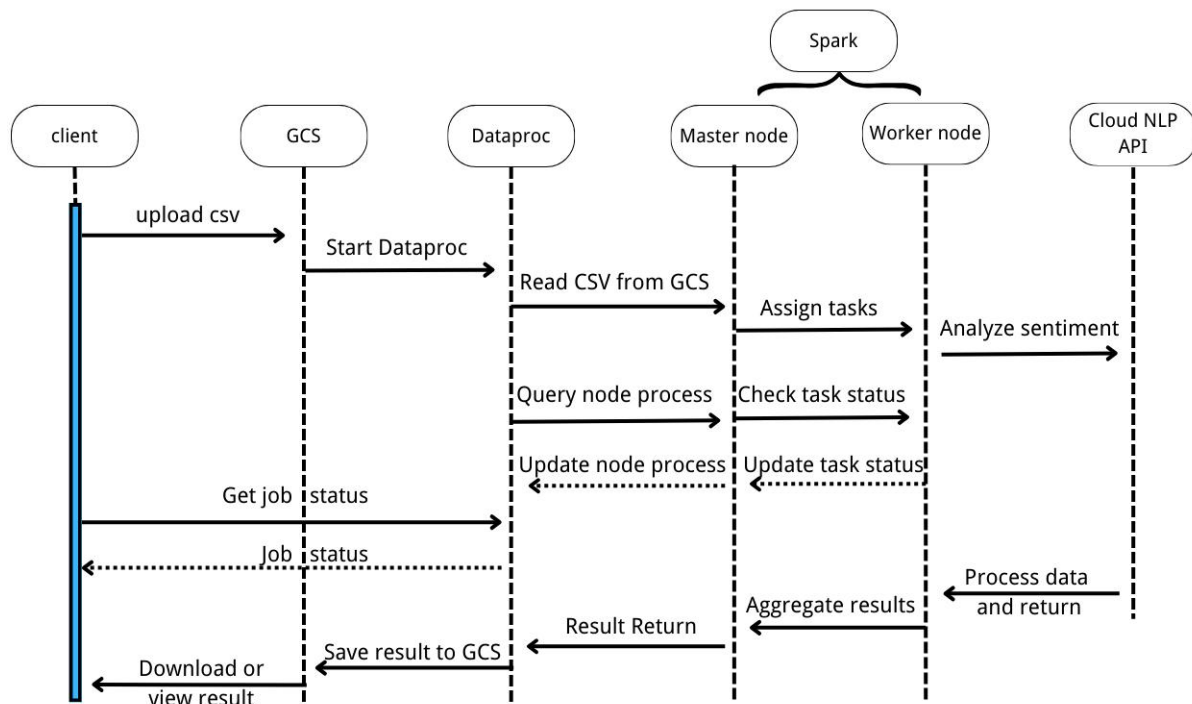 Spark
client
GCS
Dataproc
Master node
Worker node
Cloud NLP
API
upload csv
Start Dataproc
Read CSV from GCS
Assign tasks
Analyze sentiment
Query node process
Check task status
Update node process
Update task status
Get job status
Job status
Process data
and return
Aggregate results
Result Return
Save result to GCS
Download or
view result